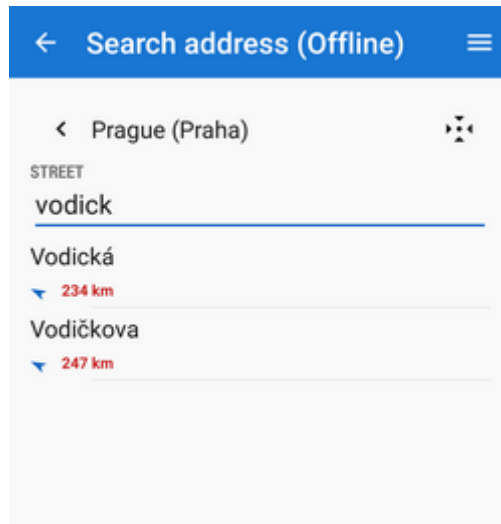 Search address (Offline)
Prague (Praha)
STREET
vodick
Vodická
234 km
Vodičkova
247 km